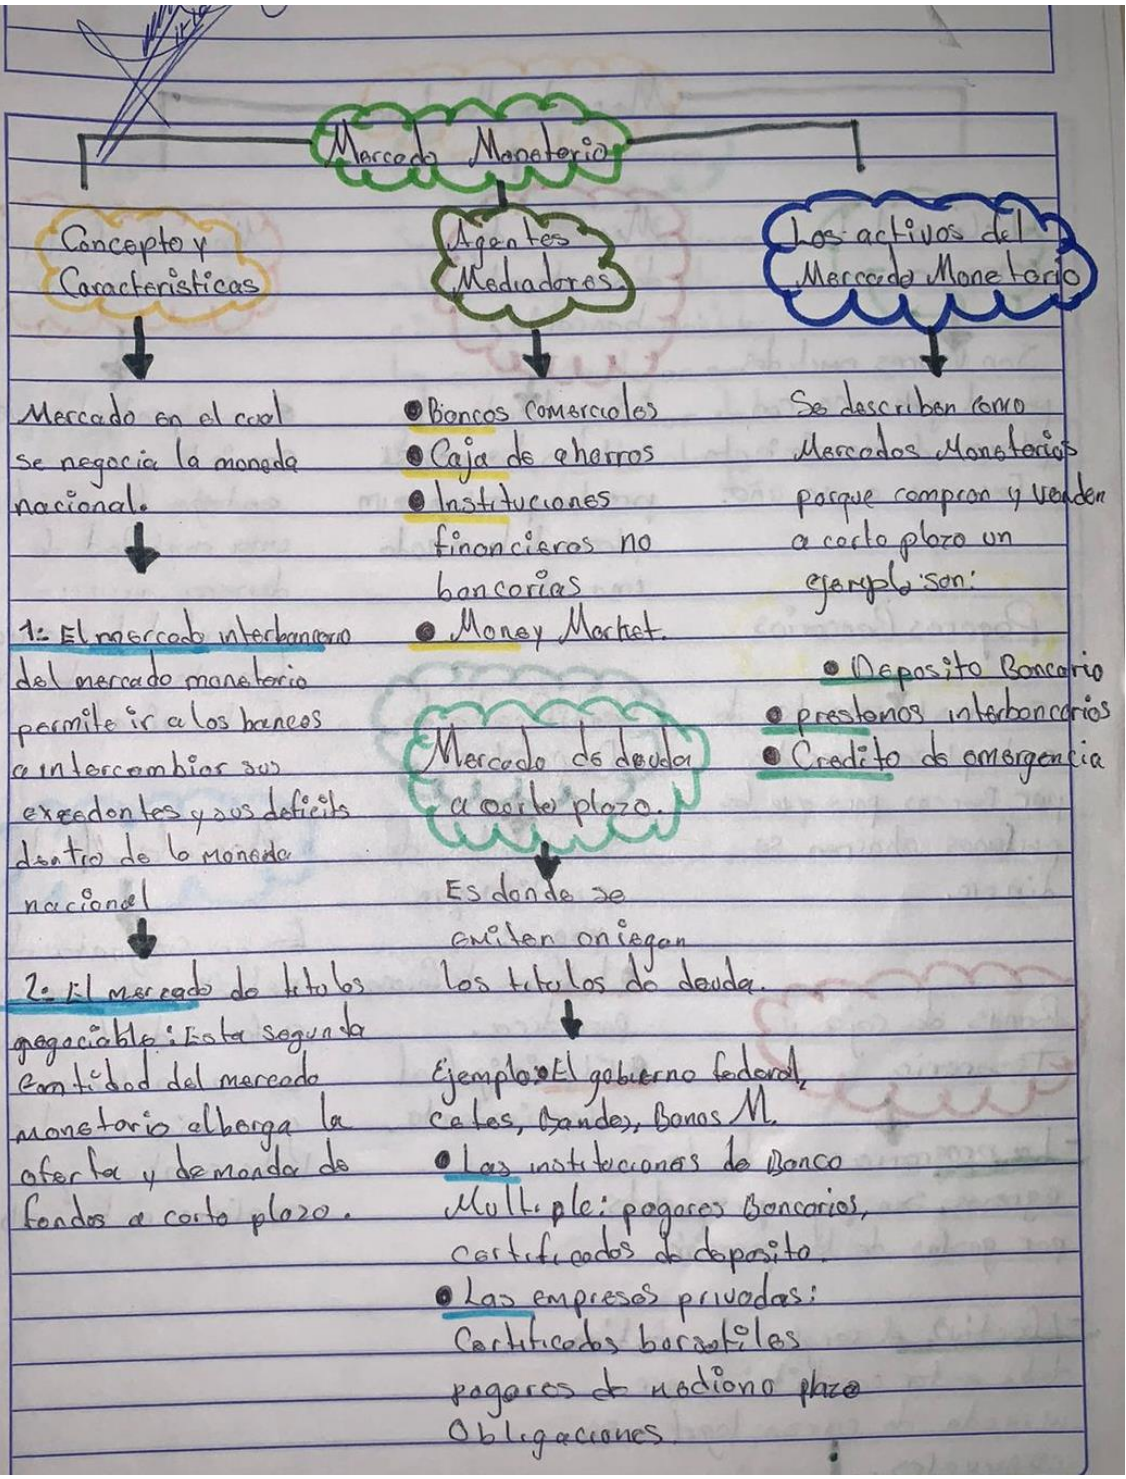 Mercado Monetario
Concepto y
Características
Mercado en el cual
se negocia la moneda
nacional.
1: El mercado interbancario
del mercado monetario
permite ir a los bancos
a intercambiar sus
excedentes y sus deficits
dentro de la moneda
nacional
2: El mercado de titulos
negociable: Esta segunda
Cantidad del mercado
monetario alberga la
oferta y demanda de
fondos a corto plazo.
Agentes
Mediadores.
Bancos comerciales
Caja de ahorros
Instituciones
financieros no
bancarias
Money Market.
Mercado de deuda
a corto plazo.
Es donde se
emiten oniegan
los titulos de deuda.
Ejemplo: El gobierno federal,
Cetes, Bandes, Bonos M.
Las instituciones de Banco
Multiple: pagares Bancarios,
certificados de deposito.
Las empresas privadas:
Certificados bursatiles
pagares de mediano plazo
Obligaciones
Los activos del
Mercado Monetario
Se describen como
Mercados Monetarios
porque compran y venden
a corto plazo un
ejemplo son:
Deposito Bancario
prestamos interbancarios
Credito de emergencia